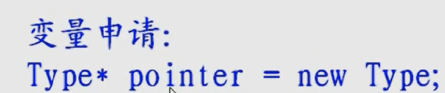 变量申请:
Type* pointer = new Type;